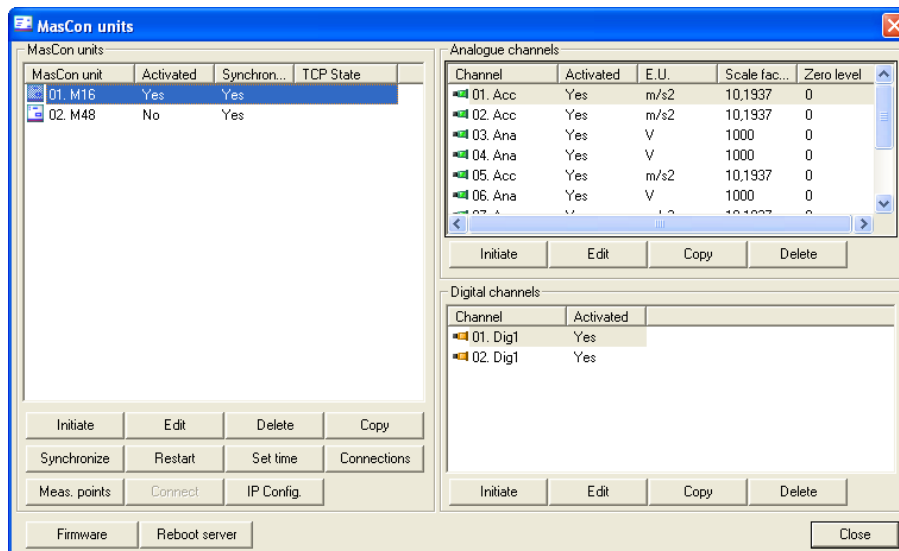 MasCon units
MasCon units
MasCon unit Activated Synchron... TCP State
01. M16 Yes Yes
02. M48 No Yes
Initiate Edit Delete Copy
Synchronize Restart Set time Connections
Meas. points Connect IP Config.
Firmware Reboot server
Analogue channels
Channel Activated E.U. Scale fac... Zero level
01. Acc Yes m/s2 10,1937 0
02. Acc Yes m/s2 10,1937 0
03. Ana Yes V 1000 0
04. Ana Yes V 1000 0
05. Acc Yes m/s2 10,1937 0
06. Ana Yes V 1000 0
Initiate Edit Copy Delete
Digital channels
Channel Activated
01. Dig1 Yes
02. Dig1 Yes
Initiate Edit Copy Delete
Close